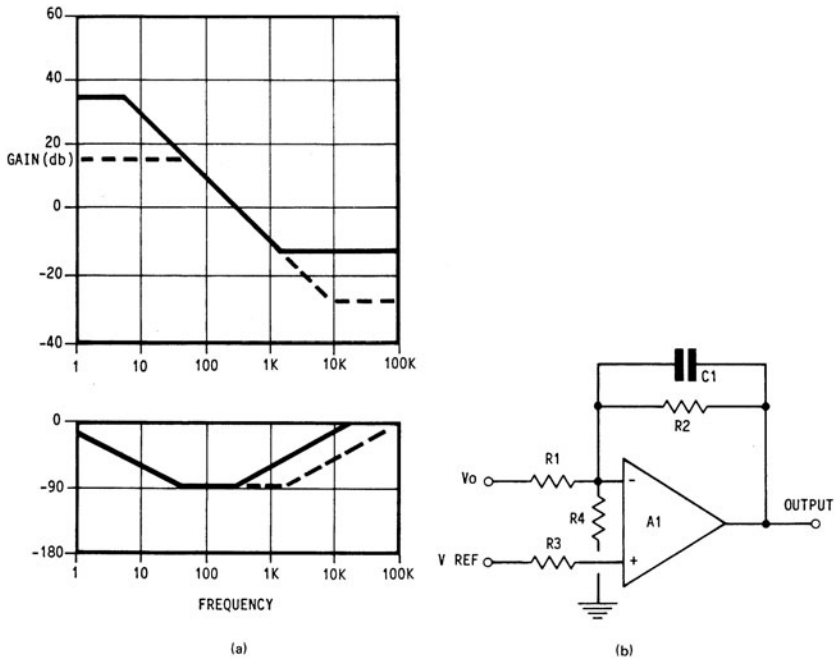 60
40
20
GAIN(db)
0
-20
-40
1 10 100 1K 10K 100K
0
-90
-180
1 10 100 1K 10K 100K
FREQUENCY
(a)
C1
R2
R1
Vo
-
R4
A1
OUTPUT
R3
V REF
+
(b)